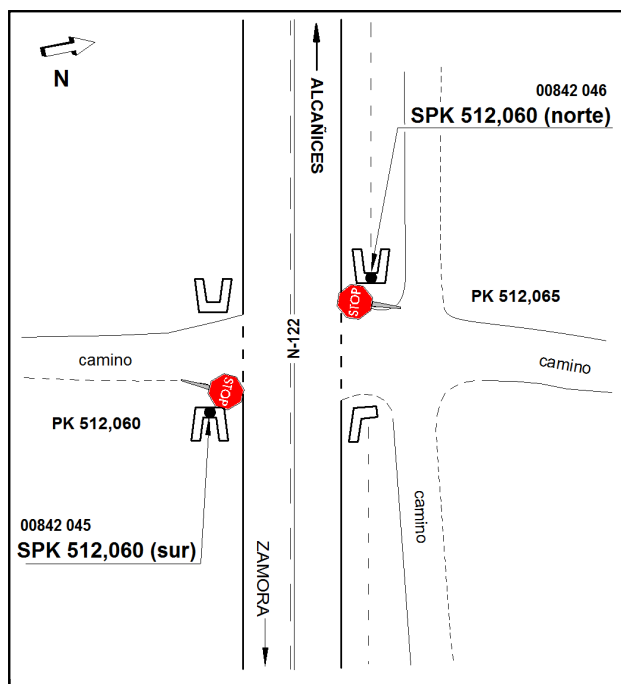 N
ALCAÑICES
00842 046
SPK 512,060 (norte)
STOP
PK 512,065
N-122
camino
camino
STOP
PK 512,060
camino
00842 045
SPK 512,060 (sur)
ZAMORA